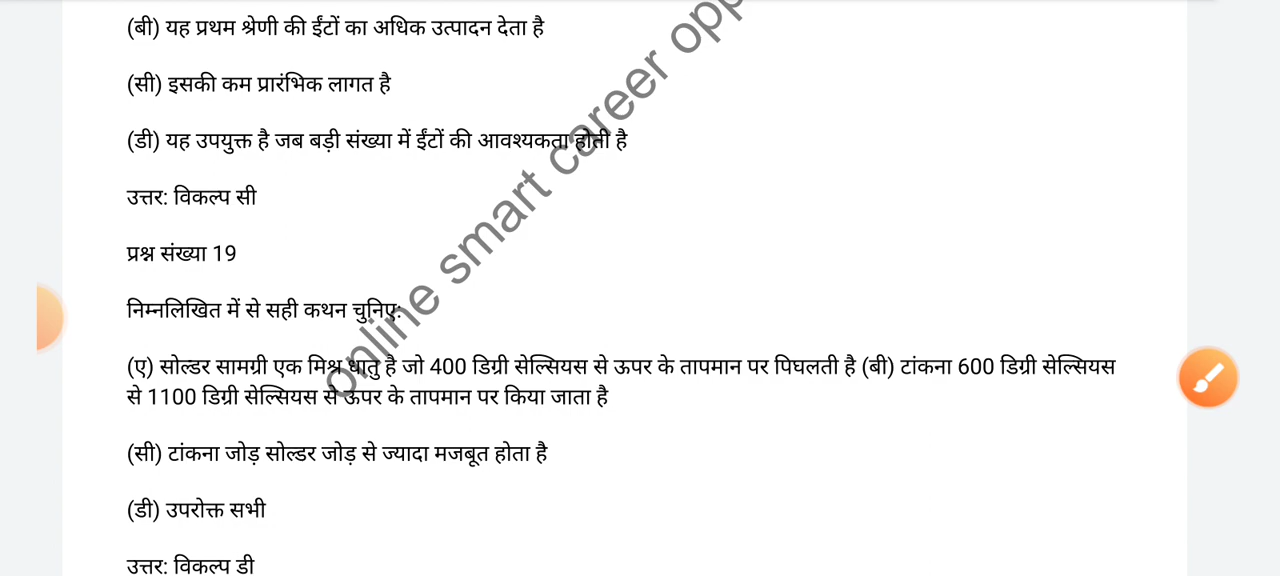 (बी) यह प्रथम श्रेणी की ईंटों का अधिक उत्पादन देता है
(सी) इसकी कम प्रारंभिक लागत है
(डी) यह उपयुक्त है जब बड़ी संख्या में ईंटों की आवश्यकता होती है
उत्तर: विकल्प सी
प्रश्न संख्या 19
निम्नलिखित में से सही कथन चुनिए:
(ए) सोल्डर सामग्री एक मिश्र धातु है जो 400 डिग्री सेल्सियस से ऊपर के तापमान पर पिघलती है (बी) टांकना 600 डिग्री सेल्सियस
से 1100 डिग्री सेल्सियस से ऊपर के तापमान पर किया जाता है
(सी) टांकना जोड़ सोल्डर जोड़ से ज्यादा मजबूत होता है
(डी) उपरोक्त सभी
उत्तर: विकल्प डी
online smart career opp